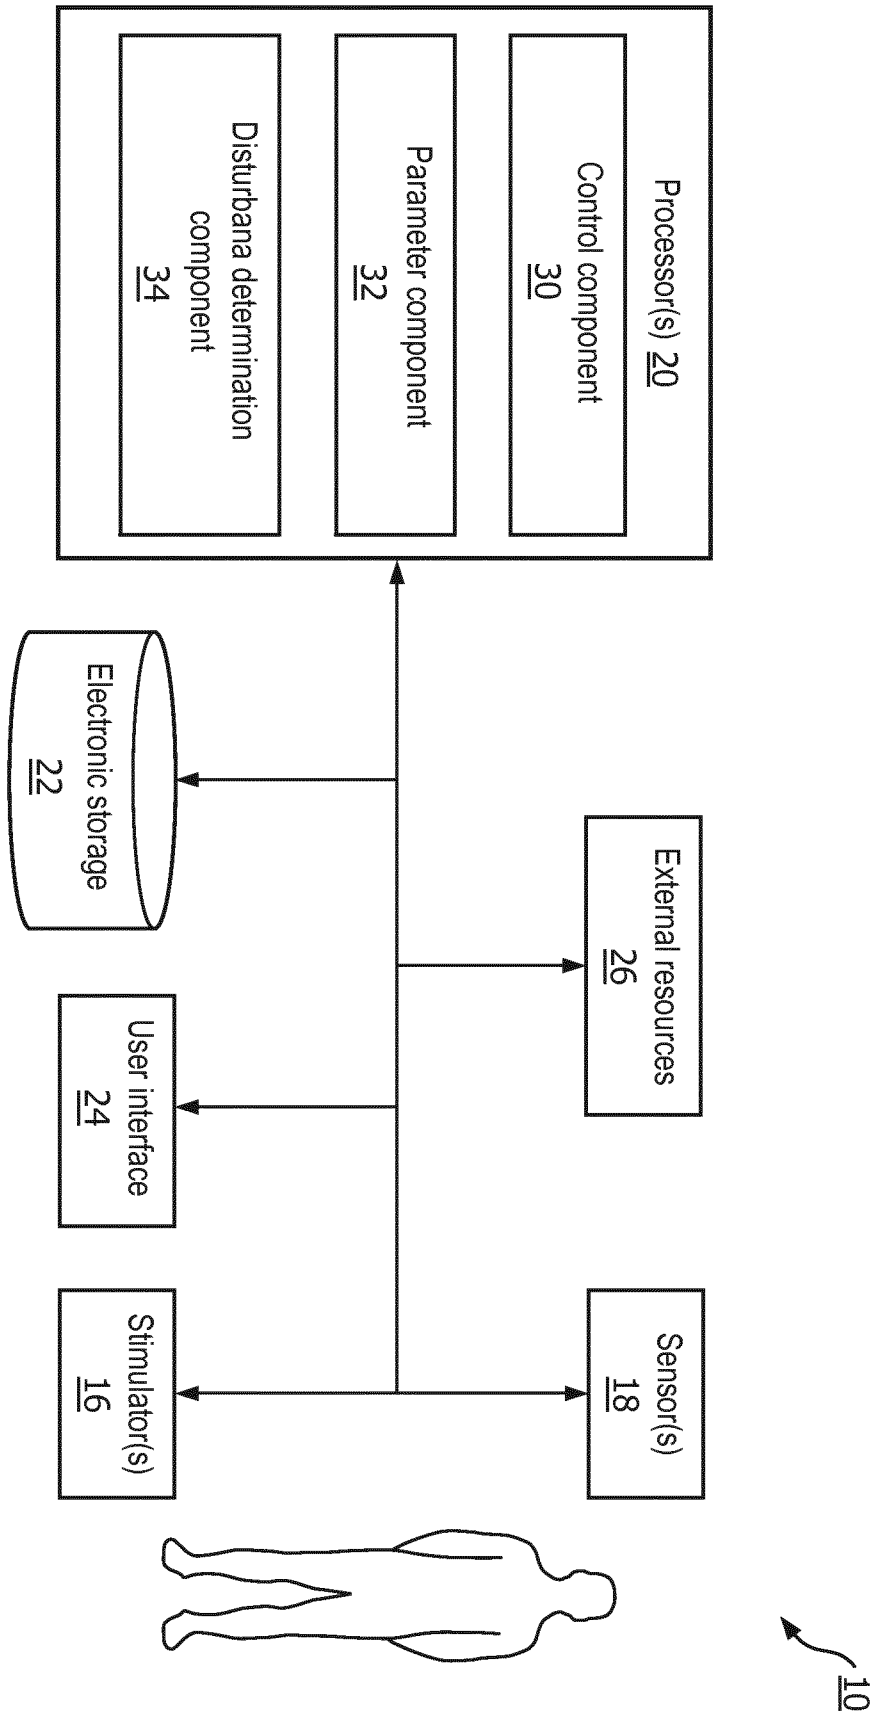 10
Processor(s) 20
Control component
30
Parameter component
32
Disturbana determination
component
34
External resources
26
Sensor(s)
18
Electronic storage
22
User interface
24
Stimulator(s)
16